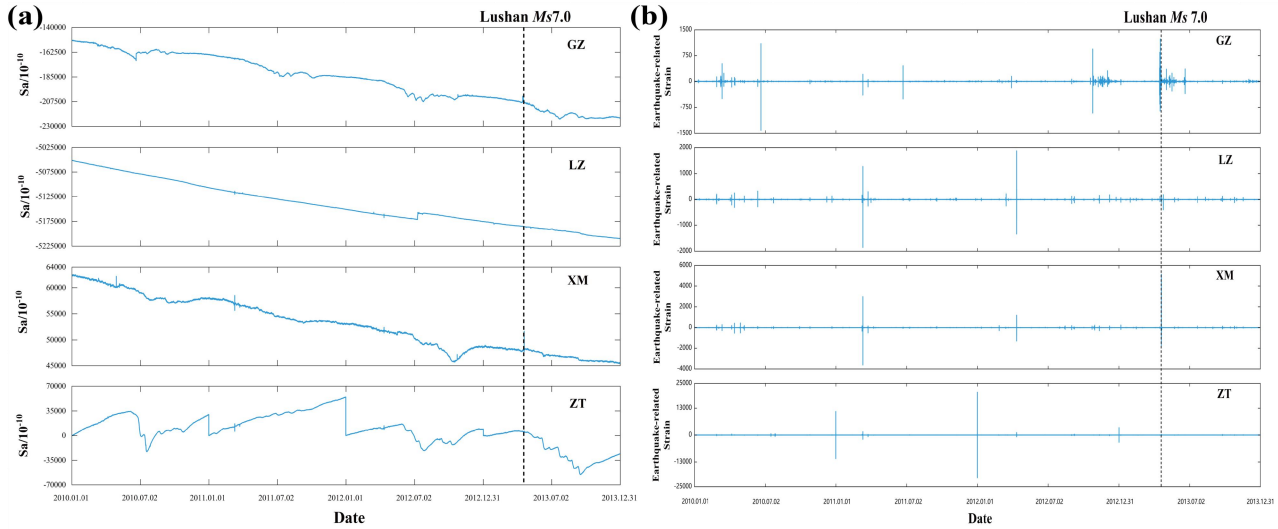 (a)
Lushan Ms7.0
GZ
Sa/10-10
-140000
-162500
-185000
-207500
-230000
LZ
Sa/10-10
-5025000
-5075000
-5125000
-5175000
-5225000
XM
Sa/10-10
64000
60000
55000
50000
45000
ZT
Sa/10-10
70000
35000
0
-35000
-70000
2010.01.01 2010.07.02 2011.01.01 2011.07.02 2012.01.01 2012.07.02 2012.12.31 2013.07.02 2013.12.31
Date
(b)
Lushan Ms 7.0
GZ
Earthquake-related
Strain
1500
750
0
-750
-1500
LZ
Earthquake-related
Strain
2000
1000
0
-1000
-2000
XM
Earthquake-related
Strain
6000
4000
2000
0
-2000
-4000
ZT
Earthquake-related
Strain
25000
13000
0
-13000
-25000
2010.01.01 2010.07.02 2011.01.01 2011.07.02 2012.01.01 2012.07.02 2012.12.31 2013.07.02 2013.12.31
Date